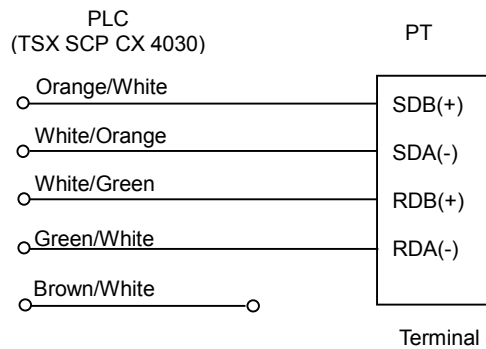 PLC
(TSX SCP CX 4030)
PT
Orange/White
SDB(+)
White/Orange
SDA(-)
White/Green
RDB(+)
Green/White
RDA(-)
Brown/White
Terminal